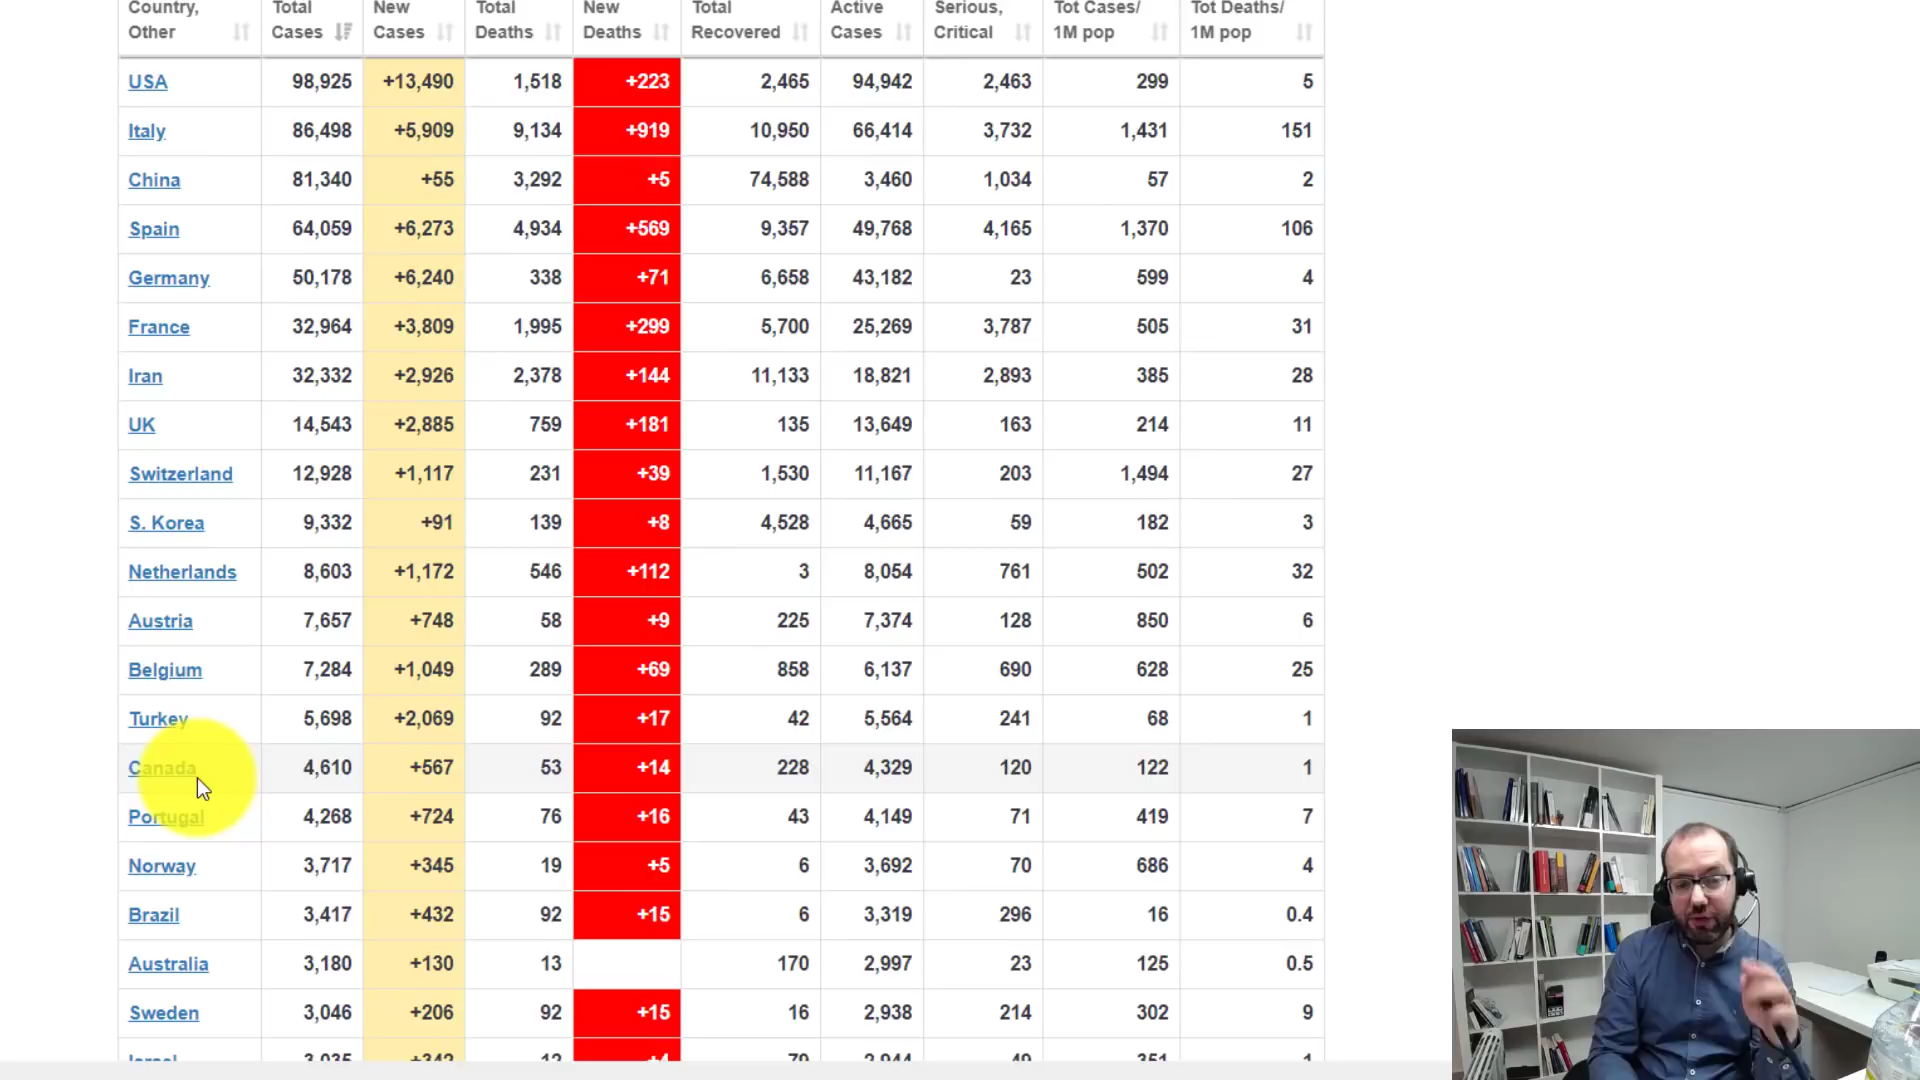 Country, Other Total Cases New Cases Total Deaths New Deaths Total Recovered Active Cases Serious, Critical Tot Cases/ 1M pop Tot Deaths/ 1M pop
USA 98,925 +13,490 1,518 +223 2,465 94,942 2,463 299 5
Italy 86,498 +5,909 9,134 +919 10,950 66,414 3,732 1,431 151
China 81,340 +55 3,292 +5 74,588 3,460 1,034 57 2
Spain 64,059 +6,273 4,934 +569 9,357 49,768 4,165 1,370 106
Germany 50,178 +6,240 338 +71 6,658 43,182 23 599 4
France 32,964 +3,809 1,995 +299 5,700 25,269 3,787 505 31
Iran 32,332 +2,926 2,378 +144 11,133 18,821 2,893 385 28
UK 14,543 +2,885 759 +181 135 13,649 163 214 11
Switzerland 12,928 +1,117 231 +39 1,530 11,167 203 1,494 27
S. Korea 9,332 +91 139 +8 4,528 4,665 59 182 3
Netherlands 8,603 +1,172 546 +112 3 8,054 761 502 32
Austria 7,657 +748 58 +9 225 7,374 128 850 6
Belgium 7,284 +1,049 289 +69 858 6,137 690 628 25
Turkey 5,698 +2,069 92 +17 42 5,564 241 68 1
Canada 4,610 +567 53 +14 228 4,329 120 122 1
Portugal 4,268 +724 76 +16 43 4,149 71 419 7
Norway 3,717 +345 19 +5 6 3,692 70 686 4
Brazil 3,417 +432 92 +15 6 3,319 296 16 0.4
Australia 3,180 +130 13 170 2,997 23 125 0.5
Sweden 3,046 +206 92 +15 16 2,938 214 302 9
Israel 3,035 +342 12 +4 79 2,944 49 351 1